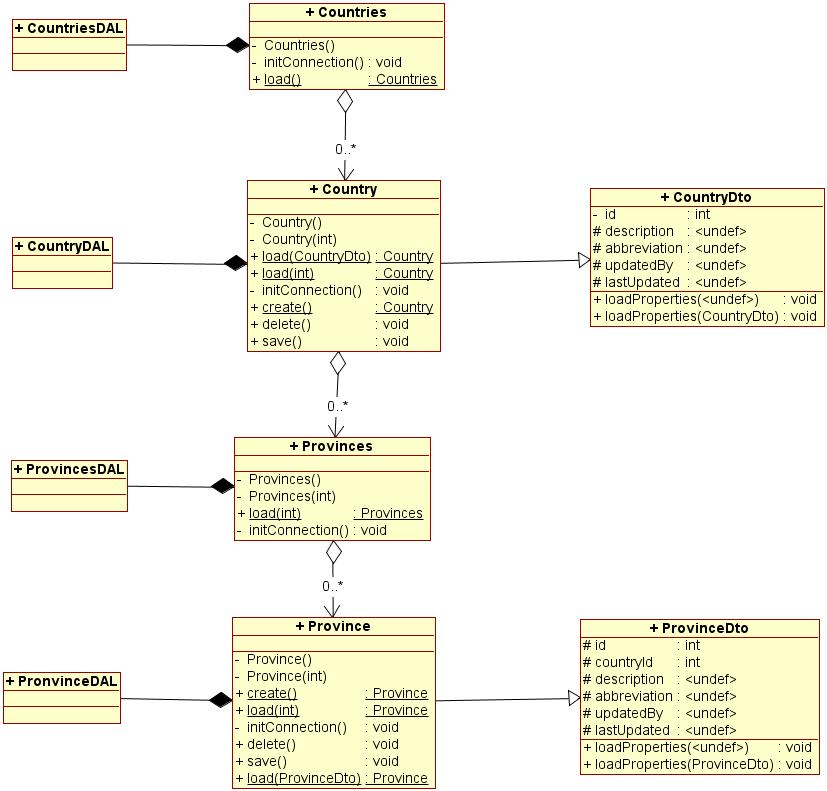 + CountriesDAL
+ Countries
- Countries()
- initConnection() : void
+ load() : Countries
0..*
+ CountryDAL
+ Country
- Country()
- Country(int)
+ load(CountryDto) : Country
+ load(int) : Country
- initConnection() : void
+ create() : Country
+ delete() : void
+ save() : void
+ CountryDto
- id : int
# description : <undef>
# abbreviation : <undef>
# updatedBy : <undef>
# lastUpdated : <undef>
+ loadProperties(<undef>) : void
+ loadProperties(CountryDto) : void
0..*
+ ProvincesDAL
+ Provinces
- Provinces()
- Provinces(int)
+ load(int) : Provinces
- initConnection() : void
0..*
+ PronvinceDAL
+ Province
- Province()
- Province(int)
+ create() : Province
+ load(int) : Province
- initConnection() : void
+ delete() : void
+ save() : void
+ load(ProvinceDto) : Province
+ ProvinceDto
# id : int
# countryId : int
# description : <undef>
# abbreviation : <undef>
# updatedBy : <undef>
# lastUpdated : <undef>
+ loadProperties(<undef>) : void
+ loadProperties(ProvinceDto) : void